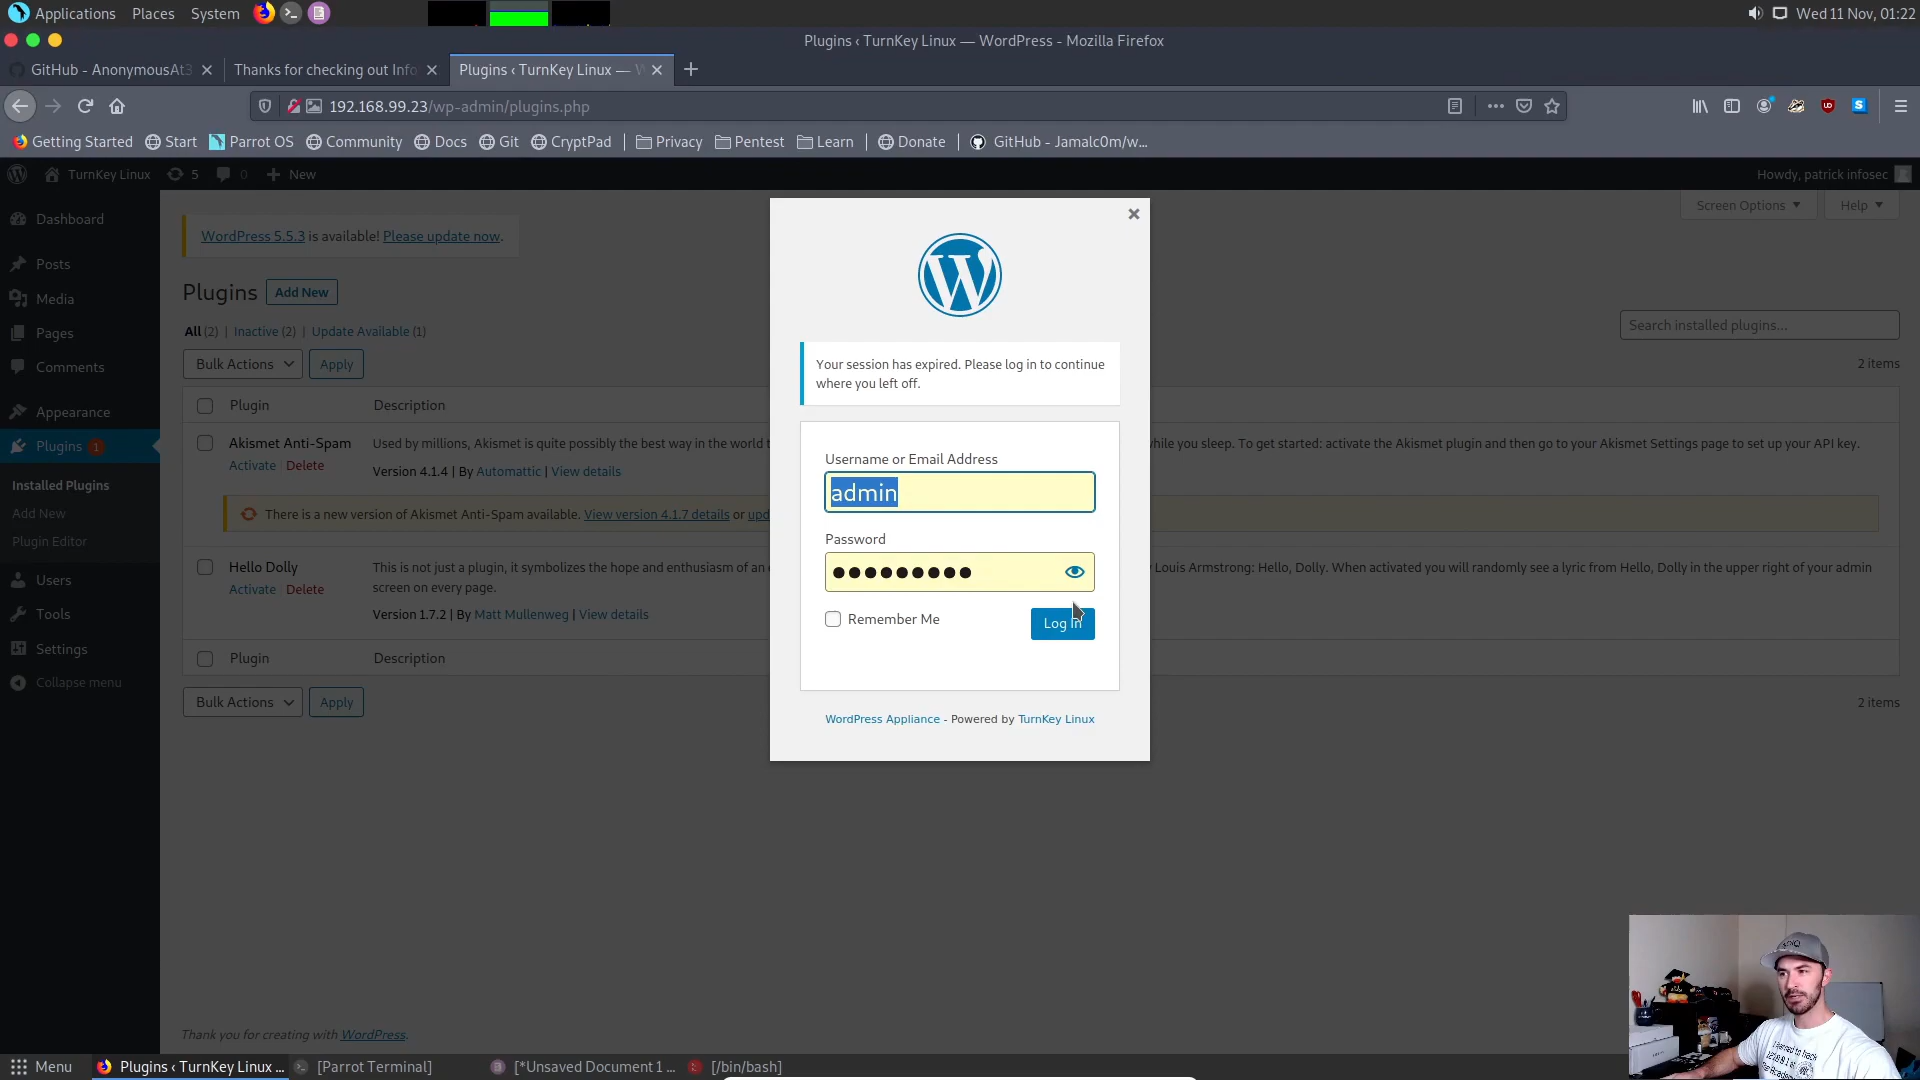 Applications Places System Wed 11 Nov, 01:22
Plugins ‹ TurnKey Linux — WordPress - Mozilla Firefox
GitHub - AnonymousAt3 Thanks for checking out Info Plugins ‹ TurnKey Linux —
192.168.99.23/wp-admin/plugins.php
Getting Started Start Parrot OS Community Docs Git CryptPad Privacy Pentest Learn Donate GitHub - Jamalc0m/w...
TurnKey Linux 5 0 New Howdy, patrick infosec
Screen Options Help
Dashboard
Posts
Media
Pages
Comments
Appearance
Plugins 1
Installed Plugins
Add New
Plugin Editor
Users
Tools
Settings
Collapse menu
WordPress 5.5.3 is available! Please update now.
Plugins Add New
All (2) | Inactive (2) | Update Available (1)
Search installed plugins...
Bulk Actions Apply 2 items
Plugin Description
Akismet Anti-Spam Used by millions, Akismet is quite possibly the best way in the world t while you sleep. To get started: activate the Akismet plugin and then go to your Akismet Settings page to set up your API key.
Activate Delete Version 4.1.4 | By Automattic | View details
There is a new version of Akismet Anti-Spam available. View version 4.1.7 details or upd
Hello Dolly This is not just a plugin, it symbolizes the hope and enthusiasm of an Louis Armstrong: Hello, Dolly. When activated you will randomly see a lyric from Hello, Dolly in the upper right of your admin
Activate Delete screen on every page.
Version 1.7.2 | By Matt Mullenweg | View details
Plugin Description
Bulk Actions Apply 2 items
Your session has expired. Please log in to continue
where you left off.
Username or Email Address
admin
Password
Remember Me Log In
WordPress Appliance - Powered by TurnKey Linux
Thank you for creating with WordPress.
I learned to hack
Menu Plugins ‹ TurnKey Linux ... [Parrot Terminal] [*Unsaved Document 1 ... [/bin/bash]